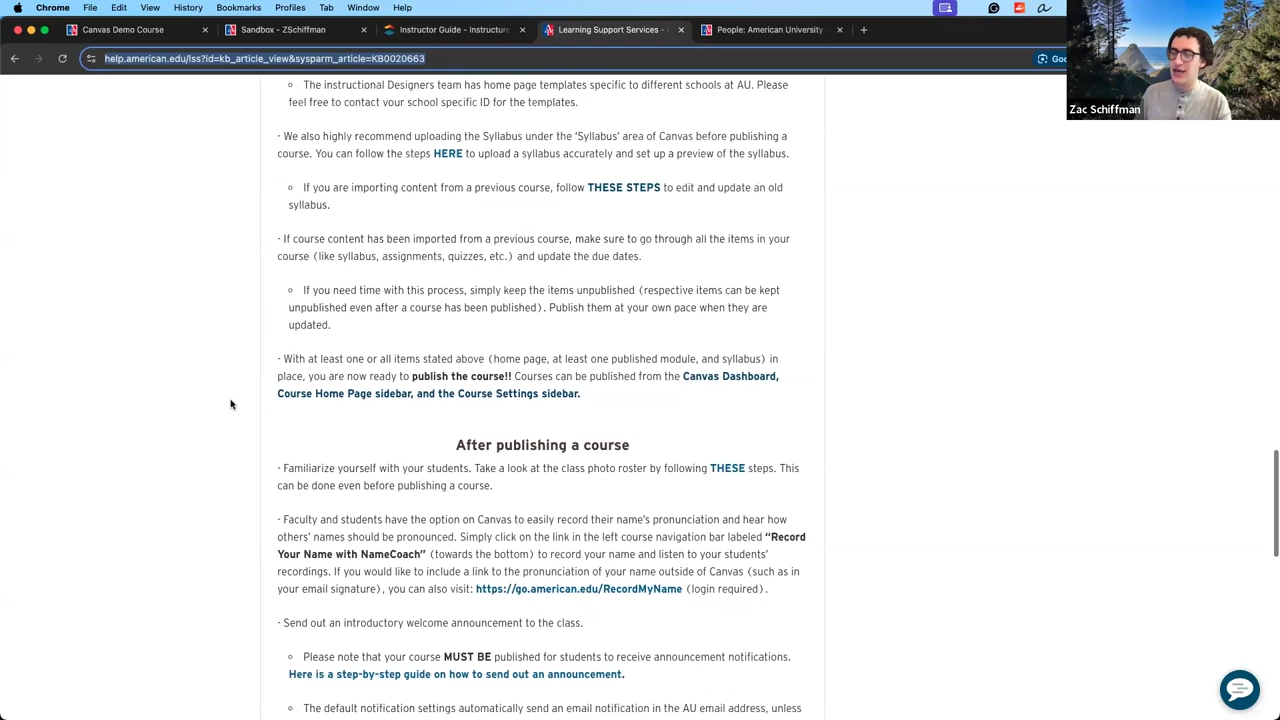 Chrome File Edit View History Bookmarks Profiles Tab Window Help
Canvas Demo Course
Sandbox - ZSchiffman
Instructor Guide - Instructure
Learning Support Services -
People: American University -
help.american.edu/lss?id=kb_article_view&sysparm_article=KB0020663
Goo
Zac Schiffman
The instructional Designers team has home page templates specific to different schools at AU. Please
feel free to contact your school specific ID for the templates.
- We also highly recommend uploading the Syllabus under the 'Syllabus' area of Canvas before publishing a
course. You can follow the steps HERE to upload a syllabus accurately and set up a preview of the syllabus.
If you are importing content from a previous course, follow THESE STEPS to edit and update an old
syllabus.
- If course content has been imported from a previous course, make sure to go through all the items in your
course (like syllabus, assignments, quizzes, etc.) and update the due dates.
If you need time with this process, simply keep the items unpublished (respective items can be kept
unpublished even after a course has been published). Publish them at your own pace when they are
updated.
- With at least one or all items stated above (home page, at least one published module, and syllabus) in
place, you are now ready to publish the course!! Courses can be published from the Canvas Dashboard,
Course Home Page sidebar, and the Course Settings sidebar.
After publishing a course
- Familiarize yourself with your students. Take a look at the class photo roster by following THESE steps. This
can be done even before publishing a course.
- Faculty and students have the option on Canvas to easily record their name's pronunciation and hear how
others' names should be pronounced. Simply click on the link in the left course navigation bar labeled “Record
Your Name with NameCoach” (towards the bottom) to record your name and listen to your students'
recordings. If you would like to include a link to the pronunciation of your name outside of Canvas (such as in
your email signature), you can also visit: https://go.american.edu/RecordMyName (login required).
- Send out an introductory welcome announcement to the class.
Please note that your course MUST BE published for students to receive announcement notifications.
Here is a step-by-step guide on how to send out an announcement.
The default notification settings automatically send an email notification in the AU email address, unless